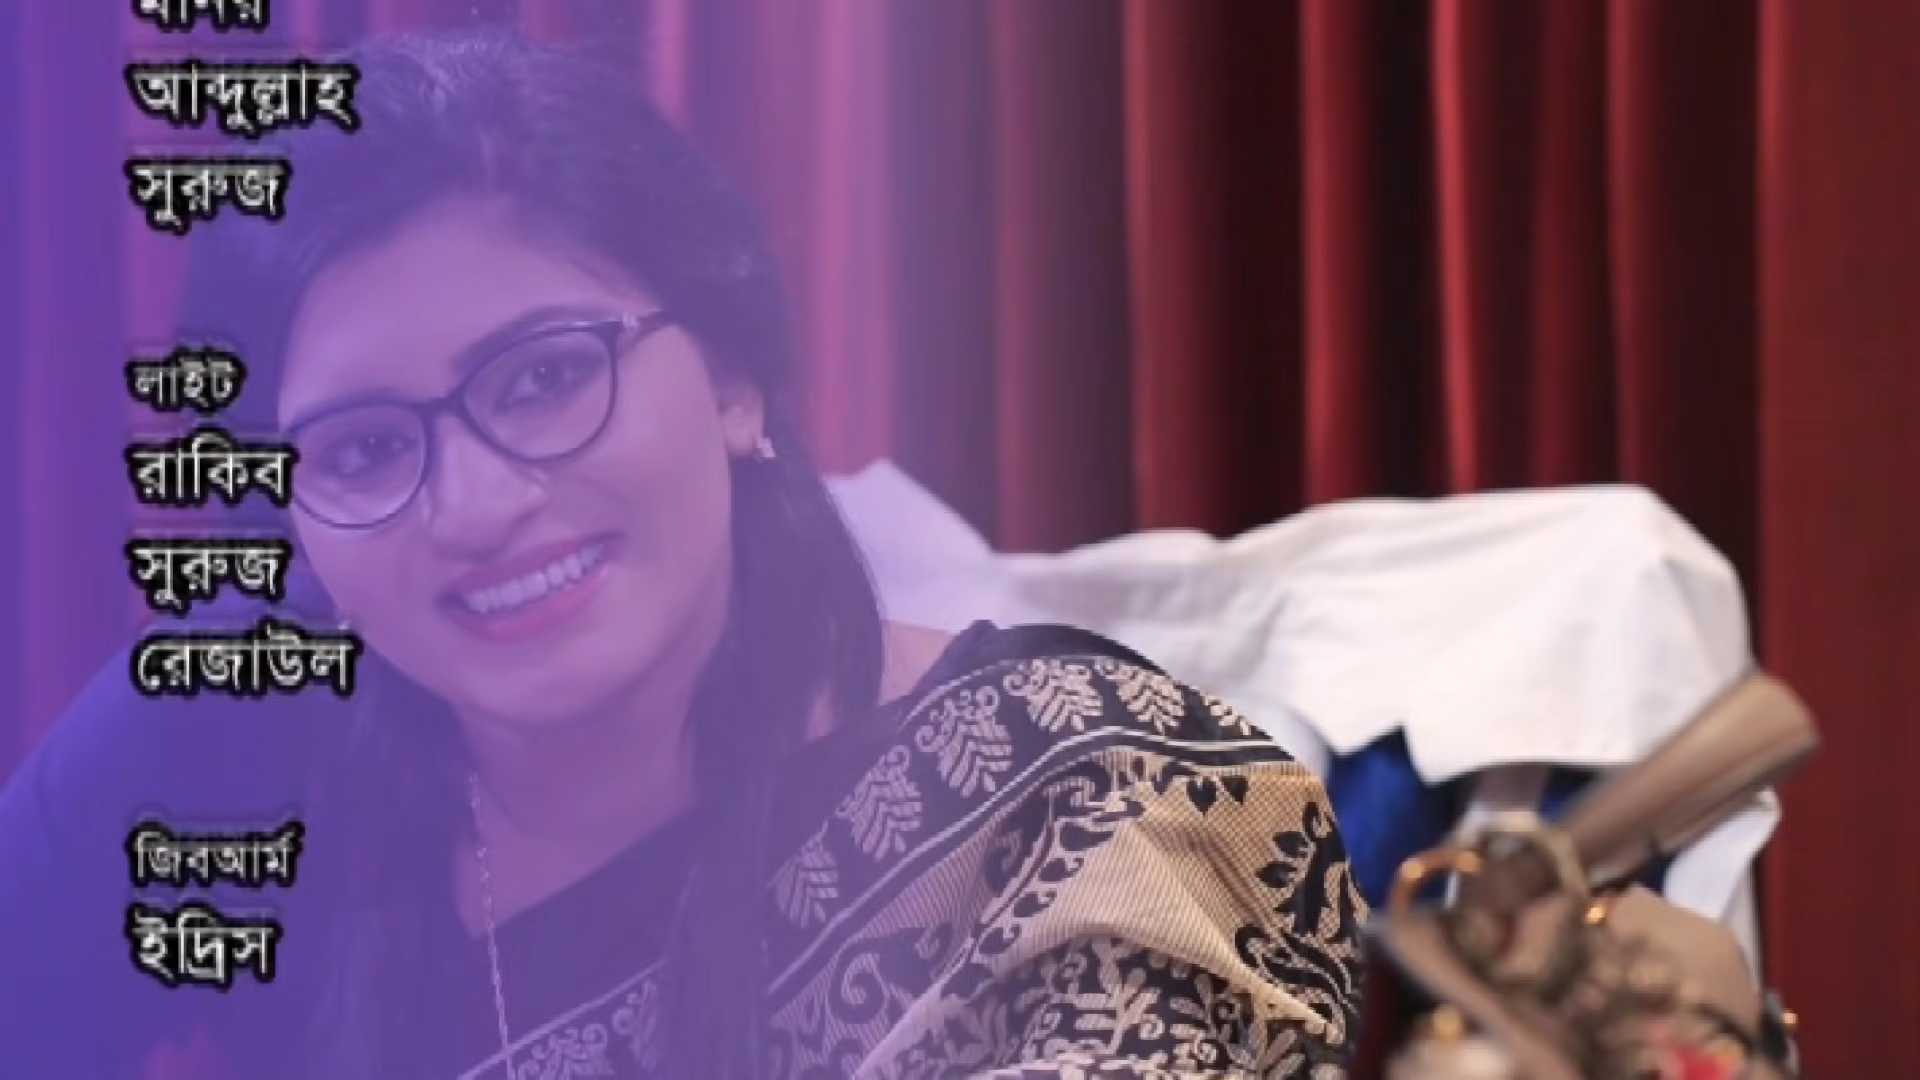 আব্দুল্লাহ
সুরুজ
লাইট
রাকিব
সুরুজ
রেজাউল
জিবআর্ম
ইদ্রিস